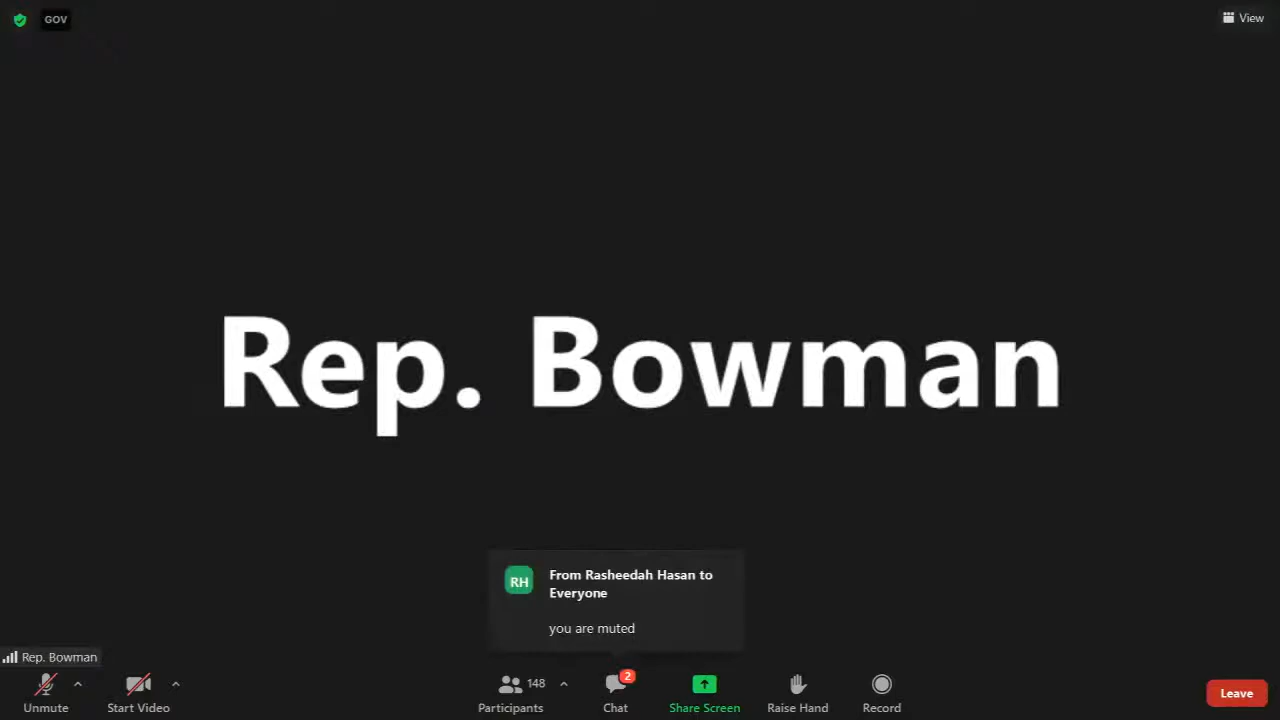 GOV
View
Rep. Bowman
RH
From Rasheedah Hasan to
Everyone
you are muted
Rep. Bowman
Unmute
Start Video
148
Participants
2
Chat
Share Screen
Raise Hand
Record
Leave